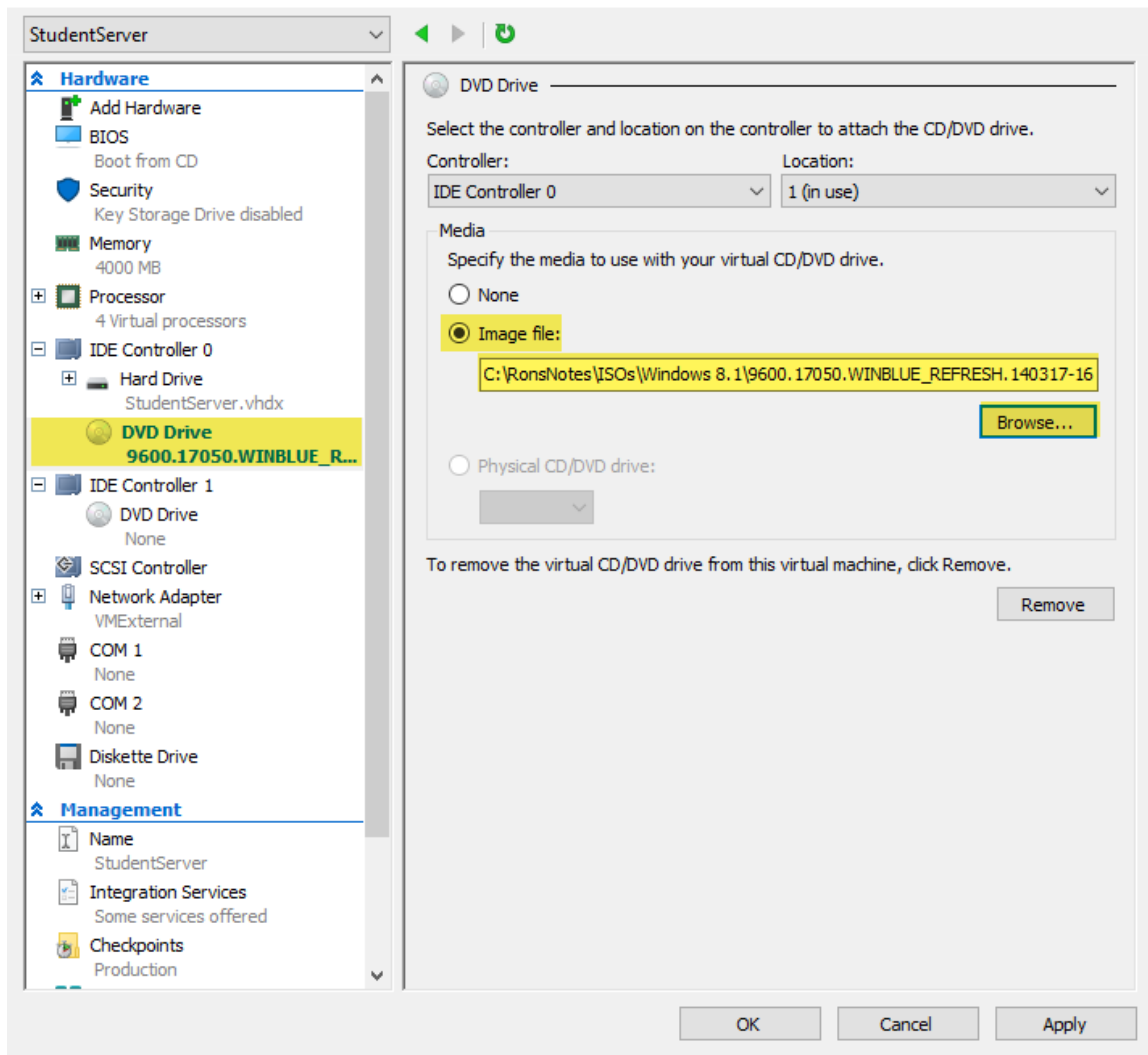 StudentServer
Hardware
Add Hardware
BIOS
Boot from CD
Security
Key Storage Drive disabled
Memory
4000 MB
Processor
4 Virtual processors
IDE Controller 0
Hard Drive
StudentServer.vhdx
DVD Drive
9600.17050.WINBLUE_R...
IDE Controller 1
DVD Drive
None
SCSI Controller
Network Adapter
VMExternal
COM 1
None
COM 2
None
Diskette Drive
None
Management
Name
StudentServer
Integration Services
Some services offered
Checkpoints
Production
DVD Drive
Select the controller and location on the controller to attach the CD/DVD drive.
Controller: Location:
IDE Controller 0 1 (in use)
Media
Specify the media to use with your virtual CD/DVD drive.
None
Image file:
C:\RonsNotes\ISOs\Windows 8.1\9600.17050.WINBLUE_REFRESH.140317-16
Browse...
Physical CD/DVD drive:
To remove the virtual CD/DVD drive from this virtual machine, click Remove.
Remove
OK Cancel Apply